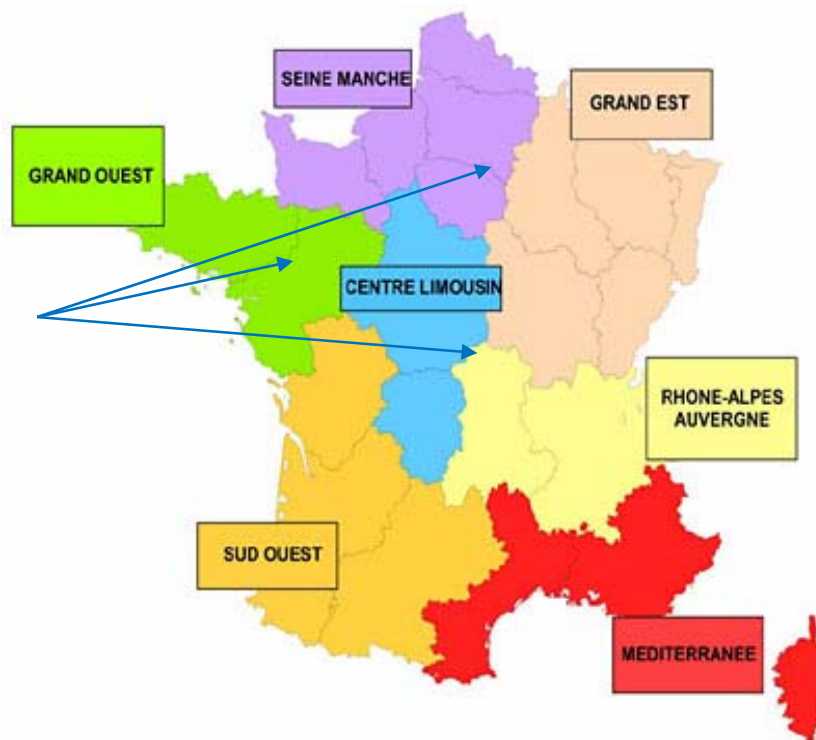 SEINE MANCHE
GRAND EST
GRAND OUEST
CENTRE LIMOUSIN
RHONE-ALPES
AUVERGNE
SUD OUEST
MEDITERRANEE